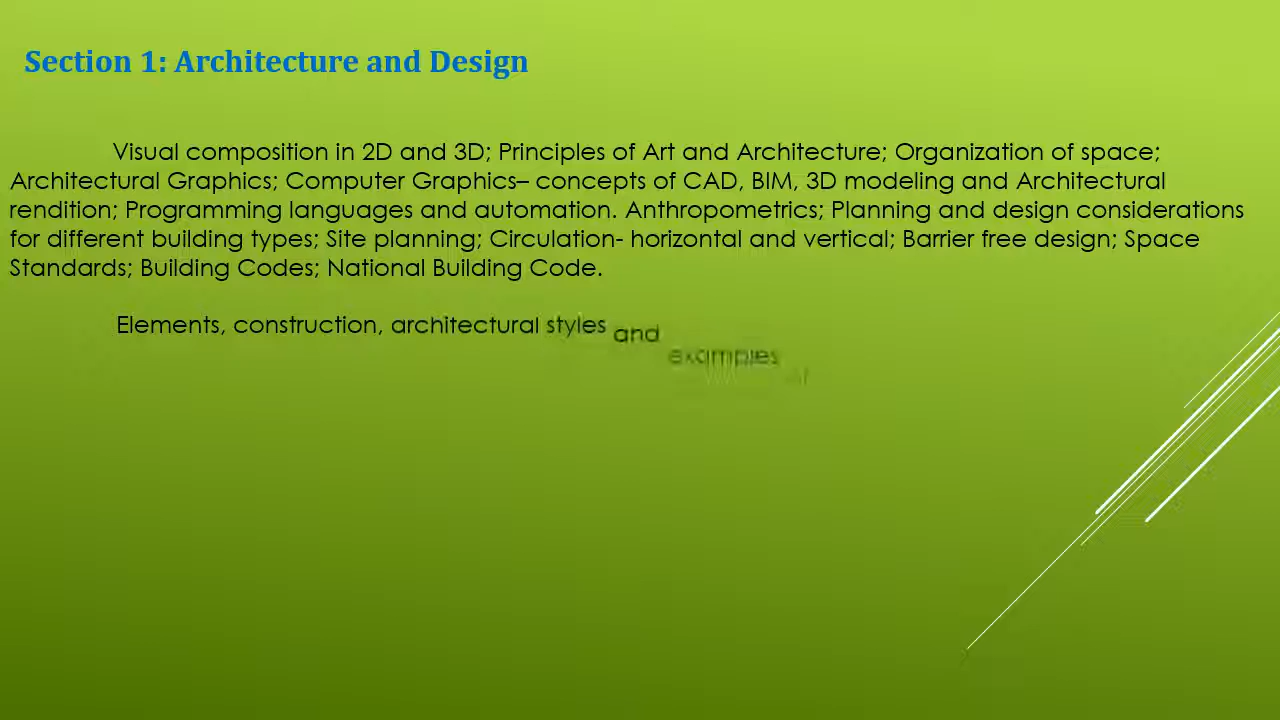 Section 1: Architecture and Design
Visual composition in 2D and 3D; Principles of Art and Architecture; Organization of space;
Architectural Graphics; Computer Graphics– concepts of CAD, BIM, 3D modeling and Architectural
rendition; Programming languages and automation. Anthropometrics; Planning and design considerations
for different building types; Site planning; Circulation- horizontal and vertical; Barrier free design; Space
Standards; Building Codes; National Building Code.
Elements, construction, architectural styles and
examples